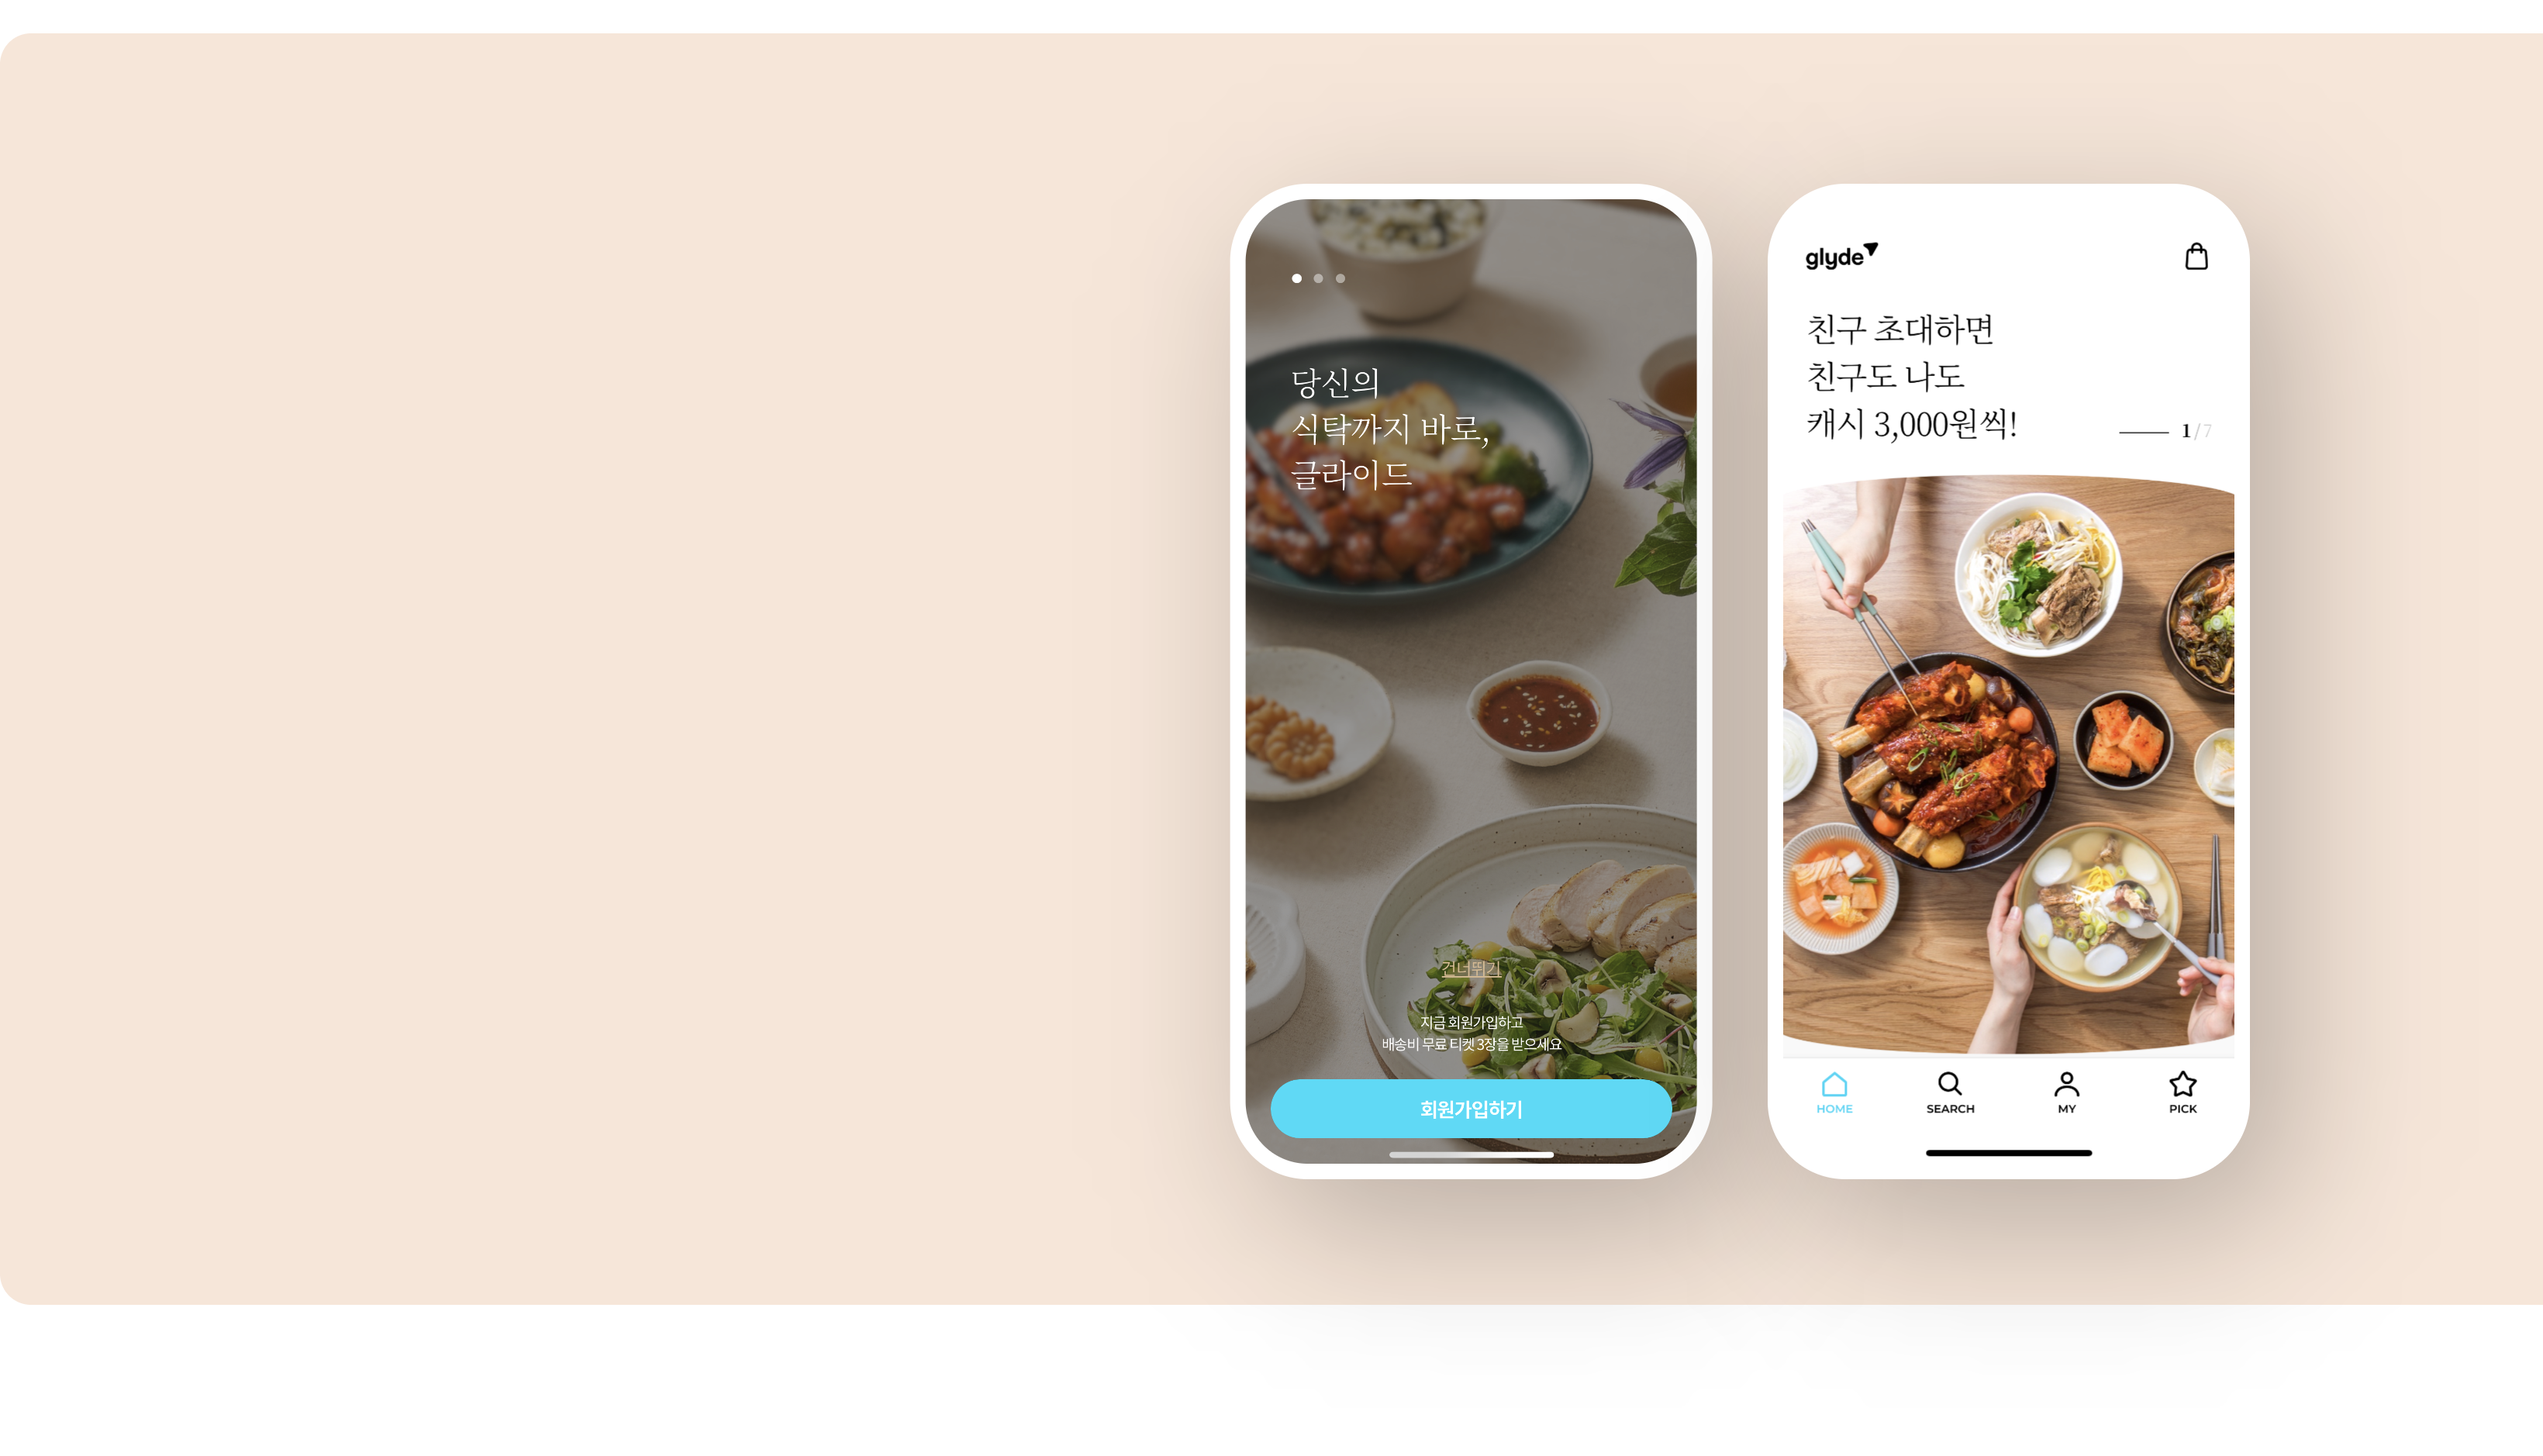 당신의
식탁까지 바로,
글라이드
건너뛰기
지금 회원가입하고
배송비 무료 티켓 3장을 받으세요
회원가입하기
glyde
친구 초대하면
친구도 나도
캐시 3,000원씩!
1/7
HOME SEARCH MY PICK